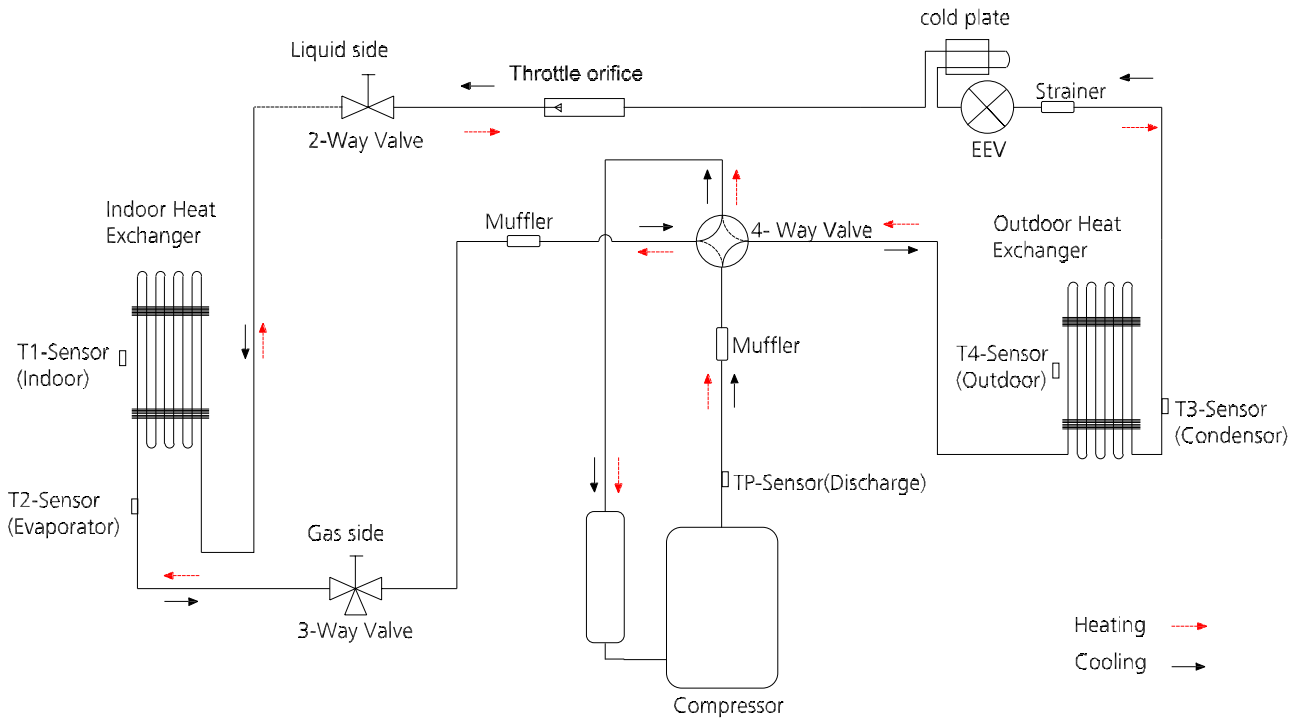 cold plate
Liquid side
Throttle orifice
Strainer
2-Way Valve
EEV
Indoor Heat
Exchanger
Muffler
4- Way Valve
Outdoor Heat
Exchanger
T1-Sensor
(Indoor)
Muffler
T4-Sensor
(Outdoor)
T3-Sensor
(Condensor)
T2-Sensor
(Evaporator)
TP-Sensor(Discharge)
Gas side
3-Way Valve
Heating
Cooling
Compressor